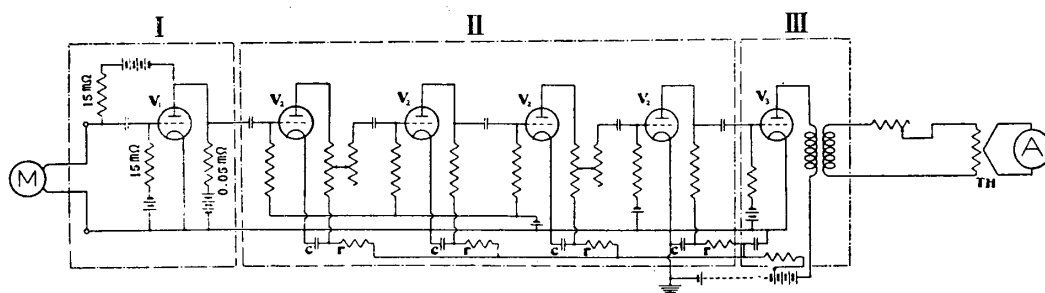 I II III
15 MΩ
V₁ V₂ V₂ V₂ V₂ V₃
15 MΩ
0.05 MΩ
M
A
TH
C r C r C r C r